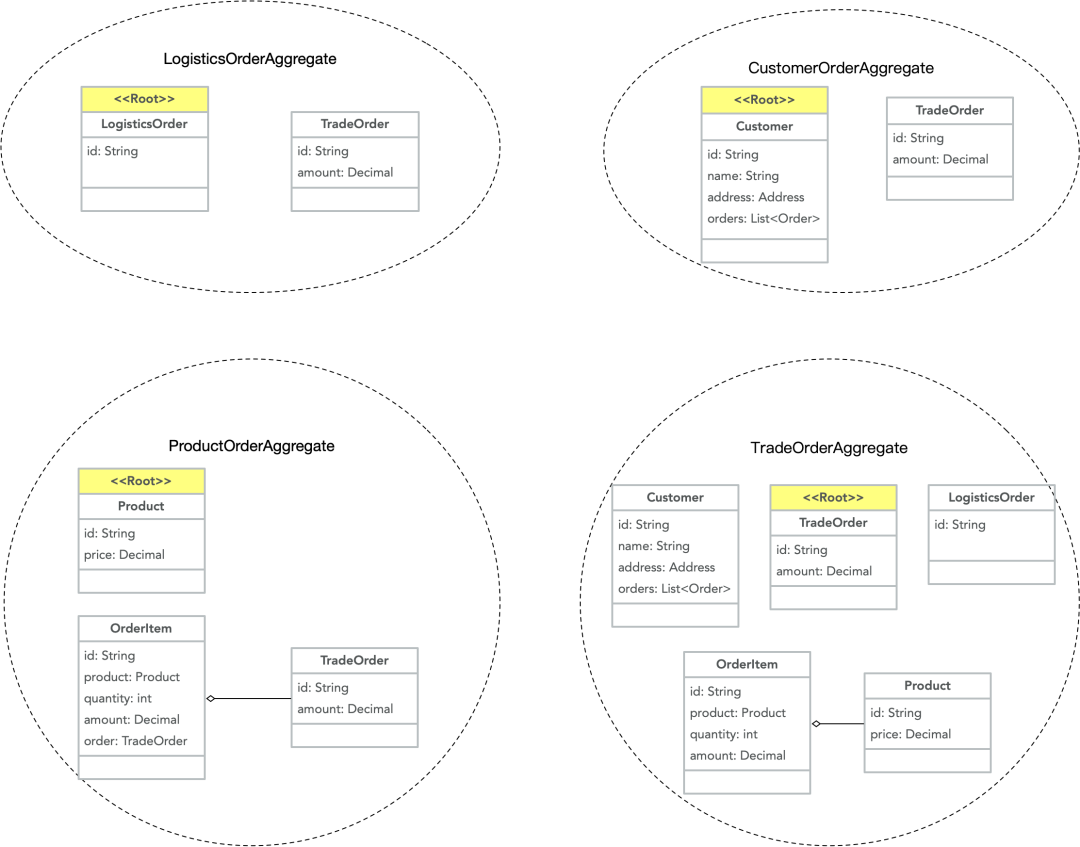 LogisticsOrderAggregate
<<Root>>
LogisticsOrder
id: String
TradeOrder
id: String
amount: Decimal
CustomerOrderAggregate
<<Root>>
Customer
id: String
name: String
address: Address
orders: List<Order>
TradeOrder
id: String
amount: Decimal
ProductOrderAggregate
<<Root>>
Product
id: String
price: Decimal
OrderItem
id: String
product: Product
quantity: int
amount: Decimal
order: TradeOrder
TradeOrder
id: String
amount: Decimal
TradeOrderAggregate
Customer
id: String
name: String
address: Address
orders: List<Order>
<<Root>>
TradeOrder
id: String
amount: Decimal
LogisticsOrder
id: String
OrderItem
id: String
product: Product
quantity: int
amount: Decimal
Product
id: String
price: Decimal